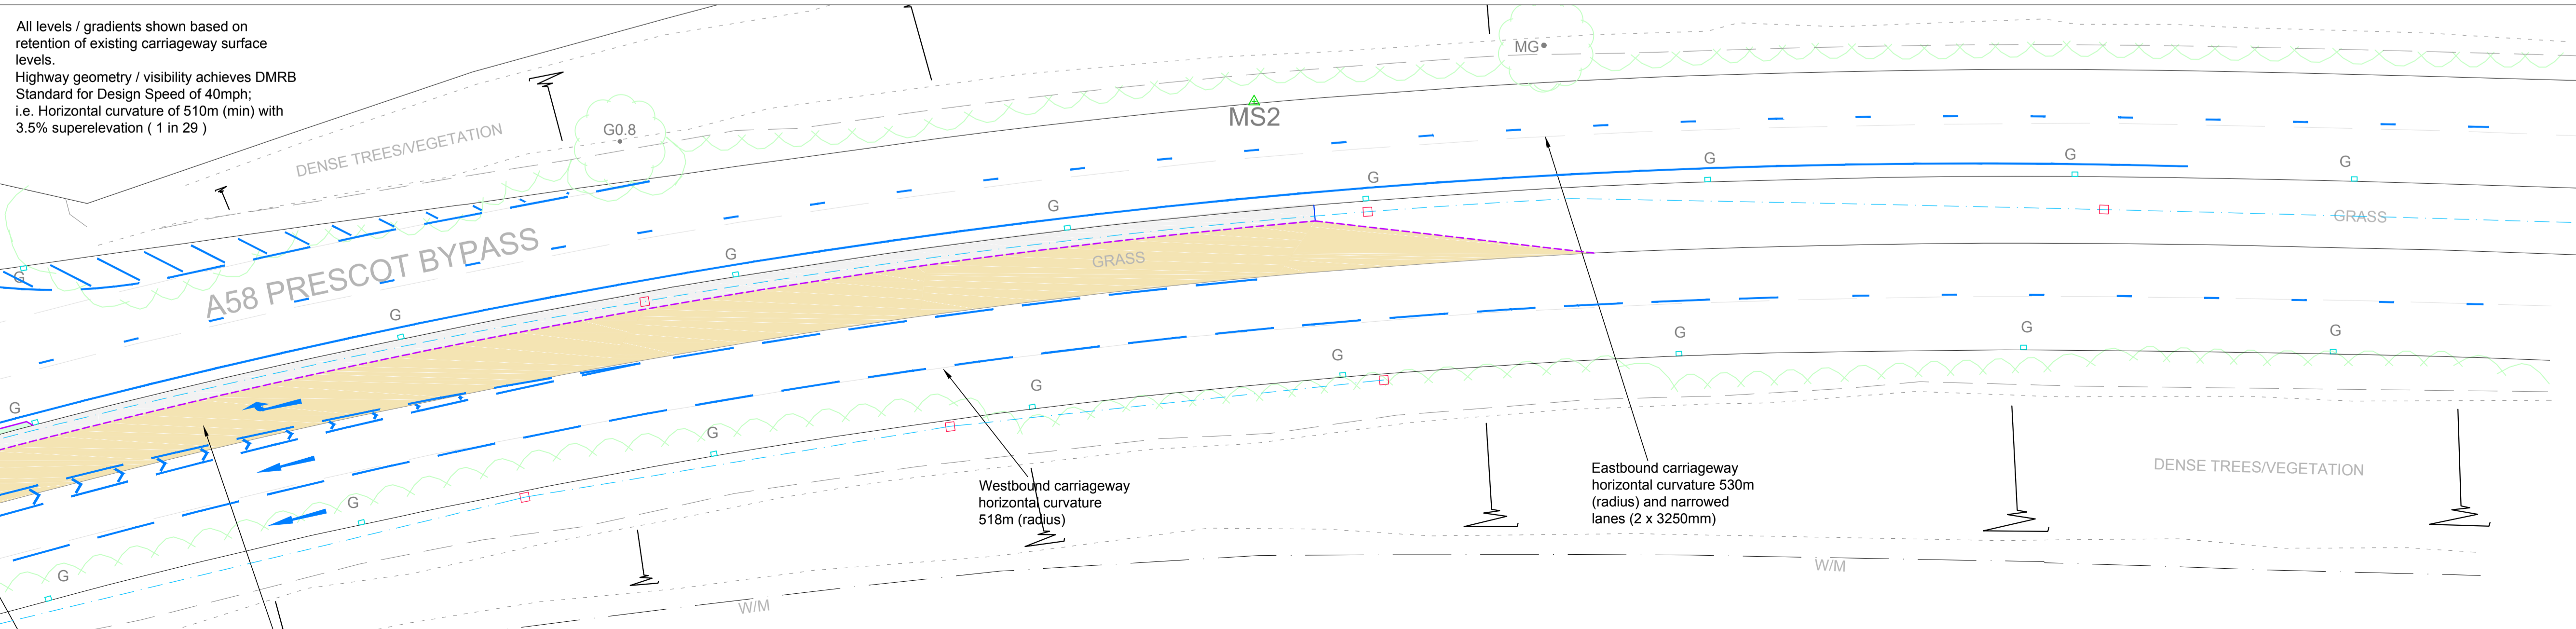 All levels / gradients shown based on
retention of existing carriageway surface
levels.
Highway geometry / visibility achieves DMRB
Standard for Design Speed of 40mph;
i.e. Horizontal curvature of 510m (min) with
3.5% superelevation ( 1 in 29 )
MG
G0.8
MS2
DENSE TREES/VEGETATION
G
G
G
G
G
GRASS
A58 PRESCOT BYPASS
G
G
GRASS
G
G
G
G
G
G
G
G
G
G
DENSE TREES/VEGETATION
Westbound carriageway
horizontal curvature
518m (radius)
Eastbound carriageway
horizontal curvature 530m
(radius) and narrowed
lanes (2 x 3250mm)
W/M
W/M